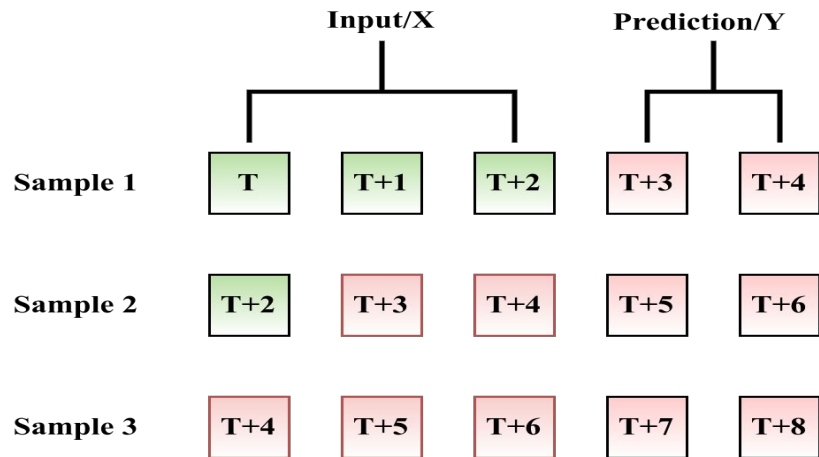 Input/X Prediction/Y
Sample 1 T T+1 T+2 T+3 T+4
Sample 2 T+2 T+3 T+4 T+5 T+6
Sample 3 T+4 T+5 T+6 T+7 T+8